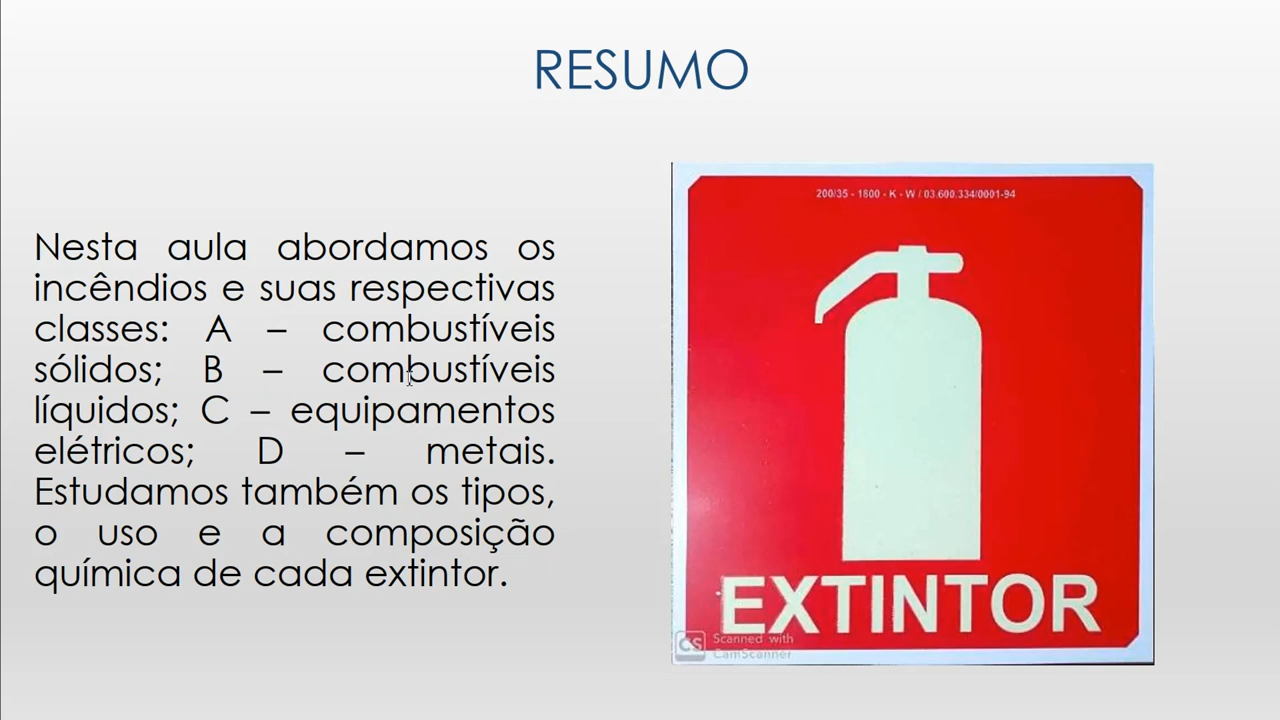 RESUMO
Nesta aula abordamos os
incêndios e suas respectivas
classes: A – combustíveis
sólidos; B – combustíveis
líquidos; C – equipamentos
elétricos; D – metais.
Estudamos também os tipos,
o uso e a composição
química de cada extintor.
200/35 - 1800 - K - W / 03.600.334/0001-94
EXTINTOR
CS Scanned with
CamScanner